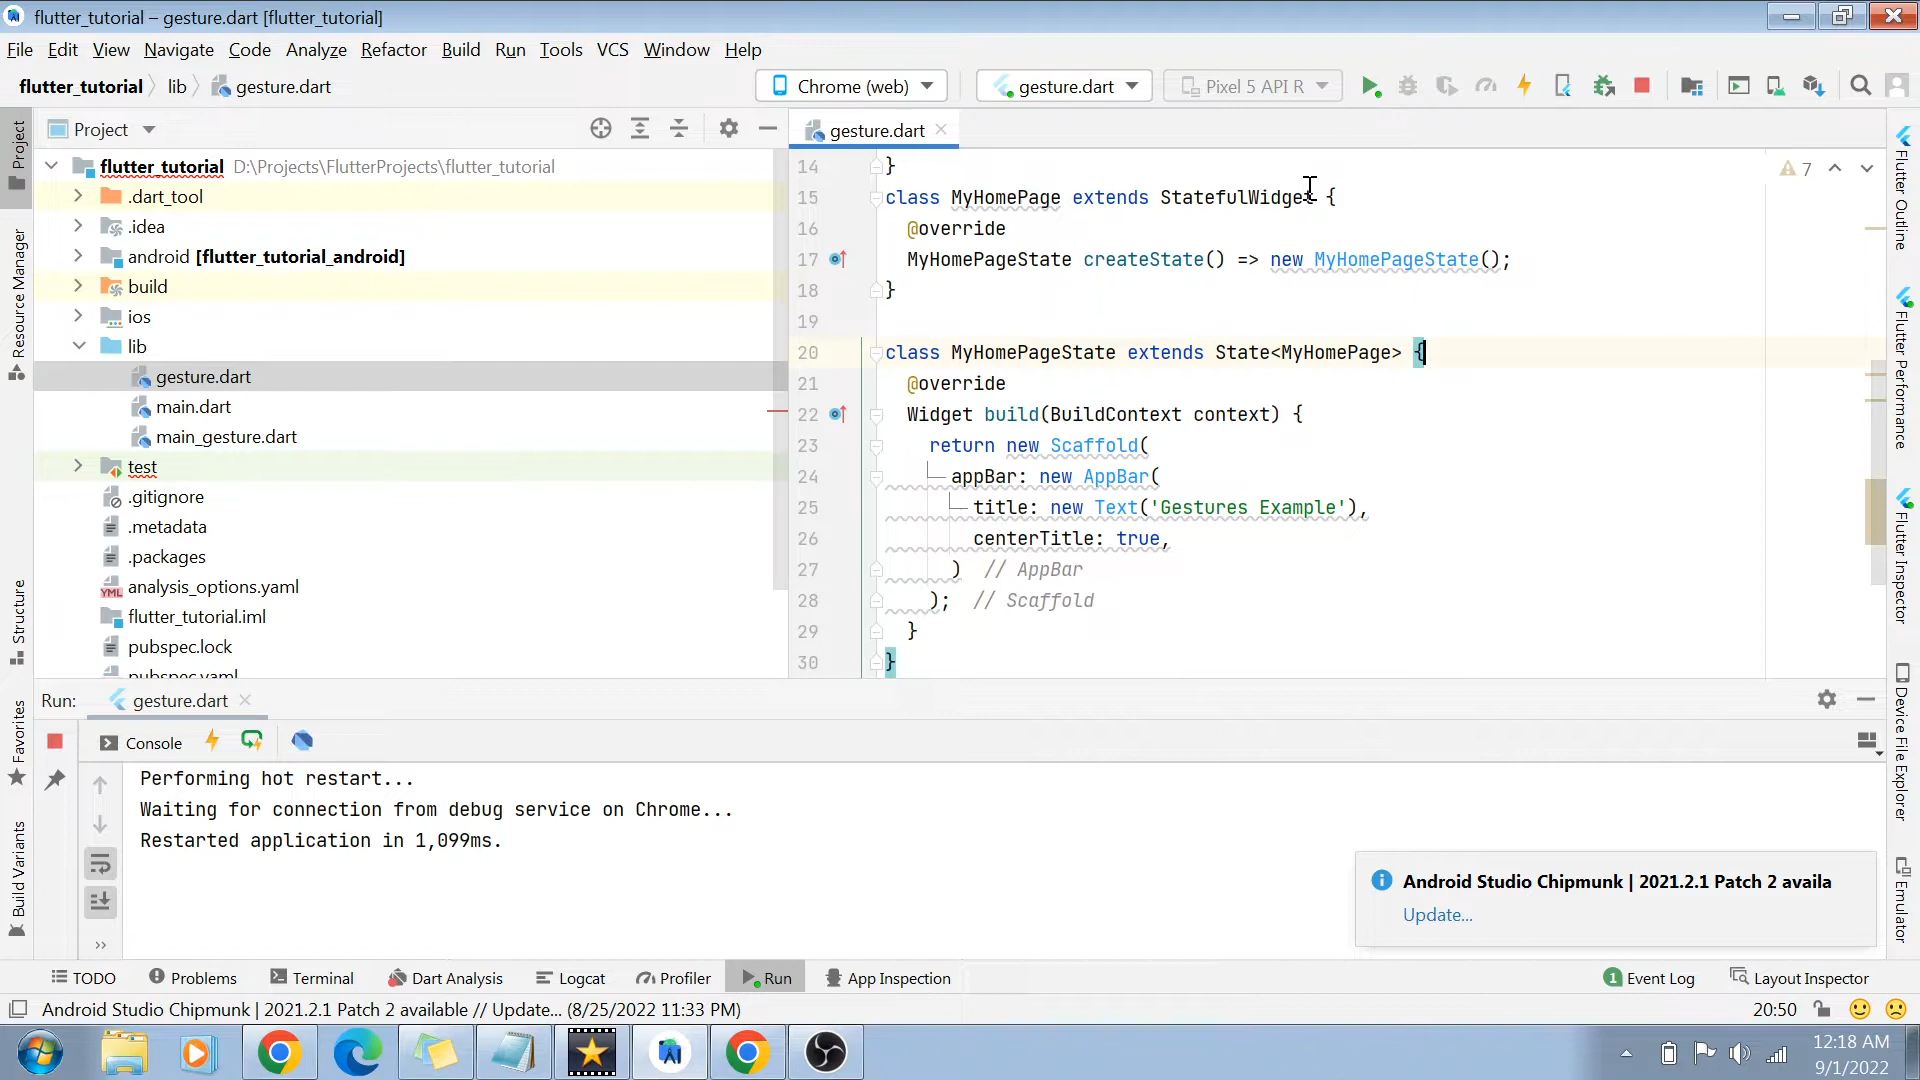 flutter_tutorial – gesture.dart [flutter_tutorial]
File Edit View Navigate Code Analyze Refactor Build Run Tools VCS Window Help
flutter_tutorial lib gesture.dart
Chrome (web) gesture.dart Pixel 5 API R
Project
Project
Resource Manager
Structure
Favorites
Build Variants
flutter_tutorial D:\Projects\FlutterProjects\flutter_tutorial
.dart_tool
.idea
android [flutter_tutorial_android]
build
ios
lib
gesture.dart
main.dart
main_gesture.dart
test
.gitignore
.metadata
.packages
analysis_options.yaml
flutter_tutorial.iml
pubspec.lock
pubspec.yaml
gesture.dart
7
14 }
15 class MyHomePage extends StatefulWidget {
16 @override
17 MyHomePageState createState() => new MyHomePageState();
18 }
19
20 class MyHomePageState extends State<MyHomePage> {
21 @override
22 Widget build(BuildContext context) {
23 return new Scaffold(
24 appBar: new AppBar(
25 title: new Text('Gestures Example'),
26 centerTitle: true,
27 ) // AppBar
28 ); // Scaffold
29 }
30 }
Flutter Outline
Flutter Performance
Flutter Inspector
Device File Explorer
Emulator
Run: gesture.dart
Console
Performing hot restart...
Waiting for connection from debug service on Chrome...
Restarted application in 1,099ms.
Android Studio Chipmunk | 2021.2.1 Patch 2 availa
Update...
TODO Problems Terminal Dart Analysis Logcat Profiler Run App Inspection 1 Event Log Layout Inspector
Android Studio Chipmunk | 2021.2.1 Patch 2 available // Update... (8/25/2022 11:33 PM) 20:50
12:18 AM
9/1/2022